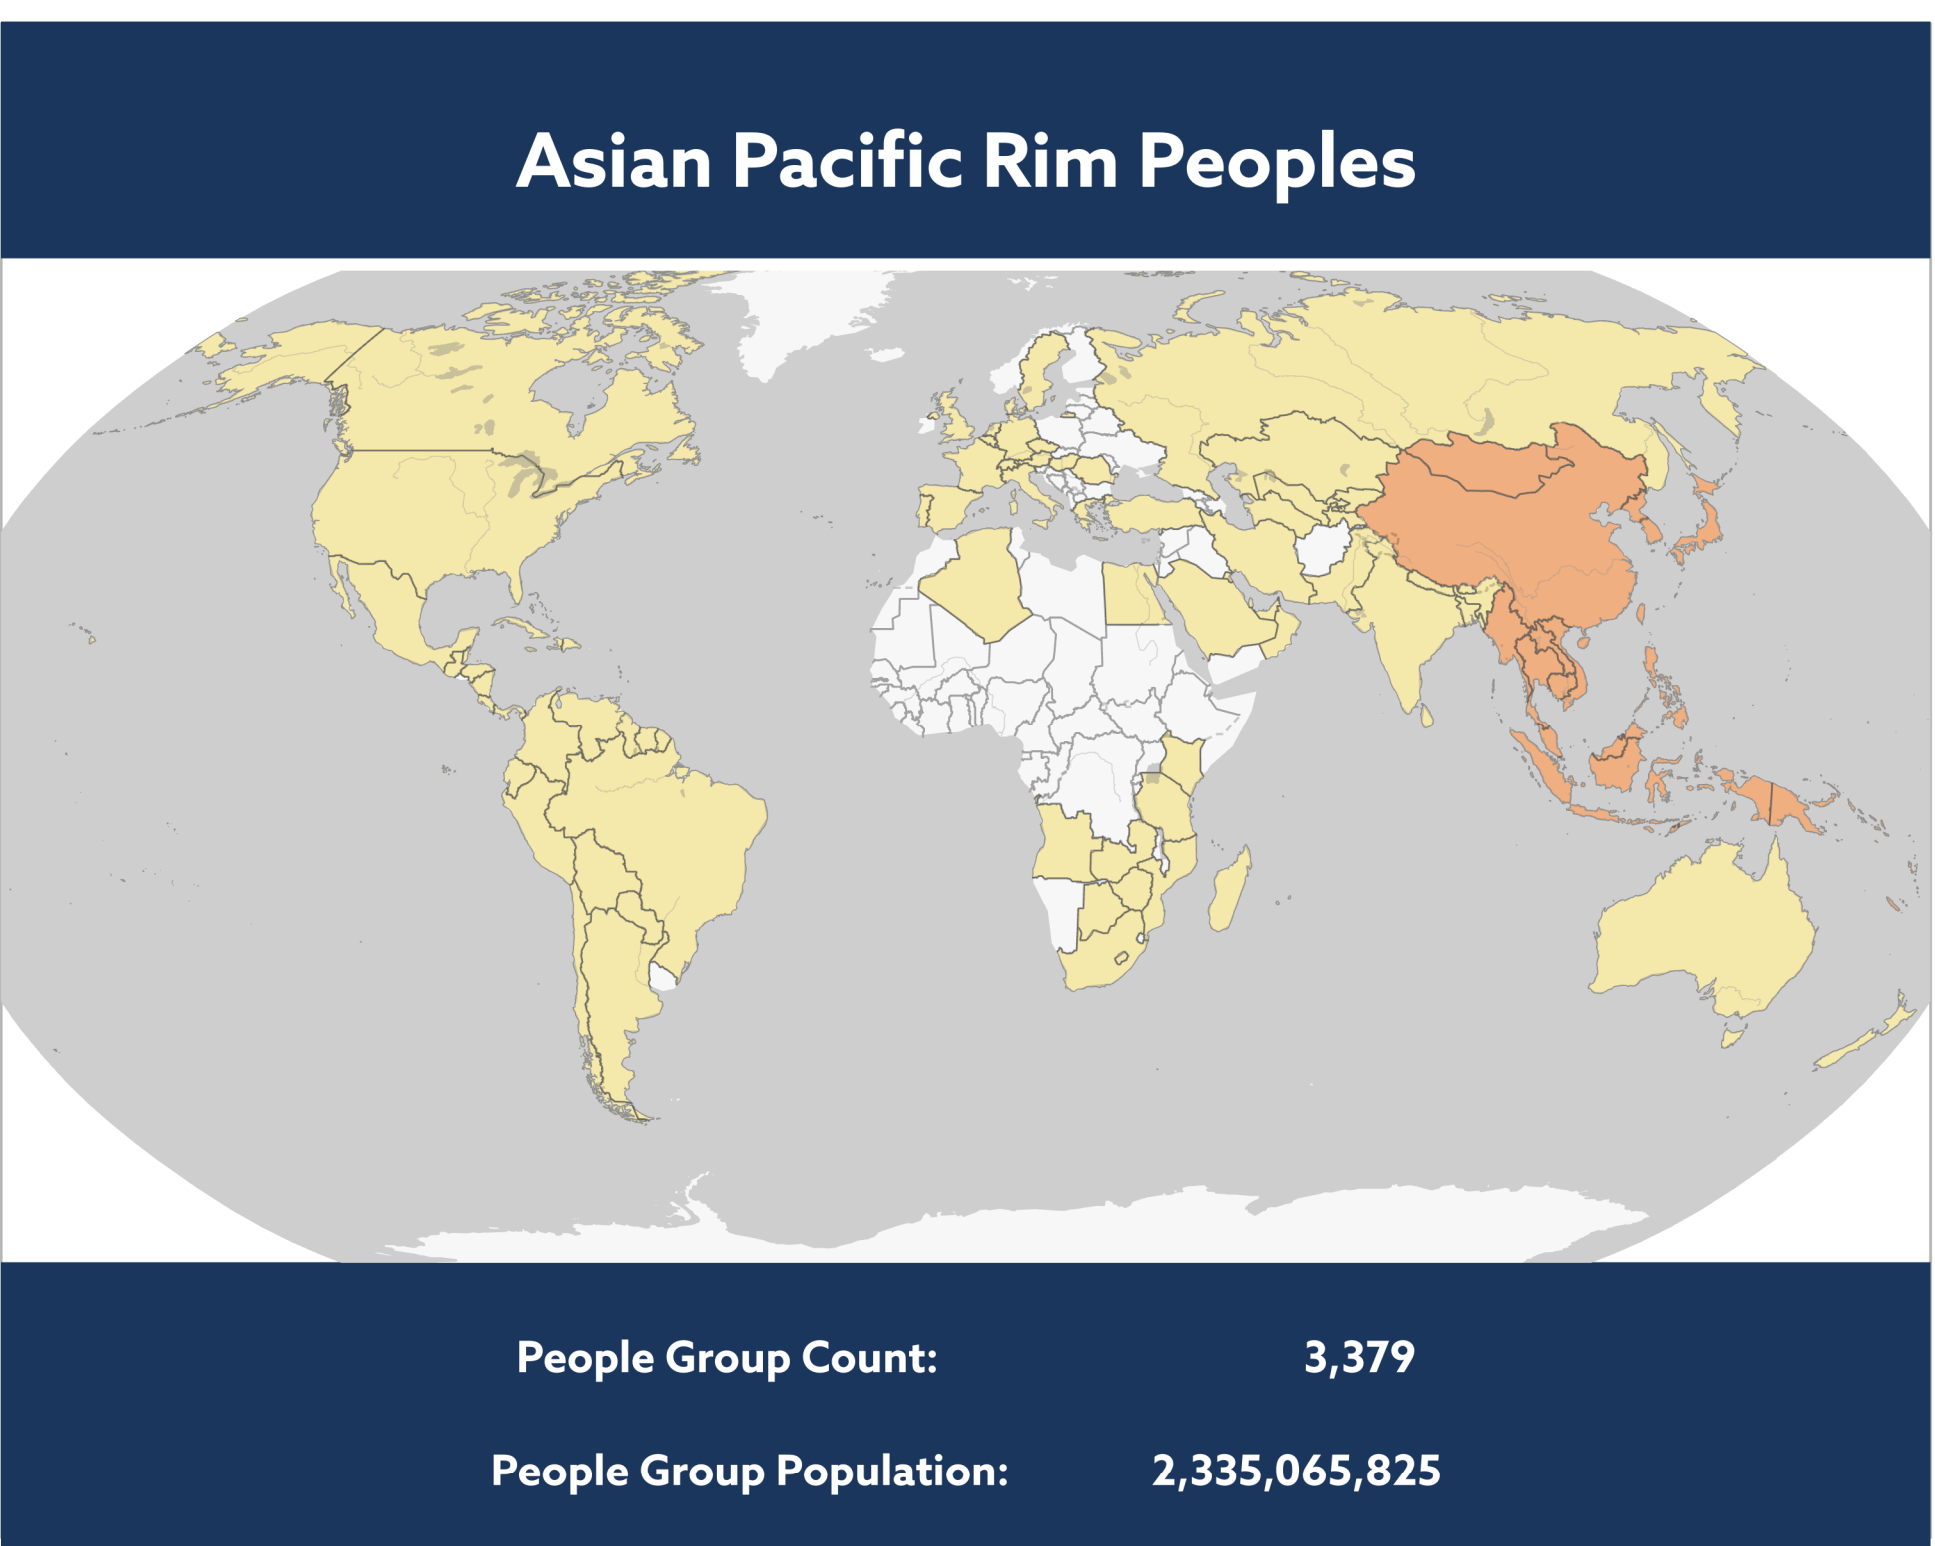 Asian Pacific Rim Peoples
People Group Count: 3,379
People Group Population: 2,335,065,825